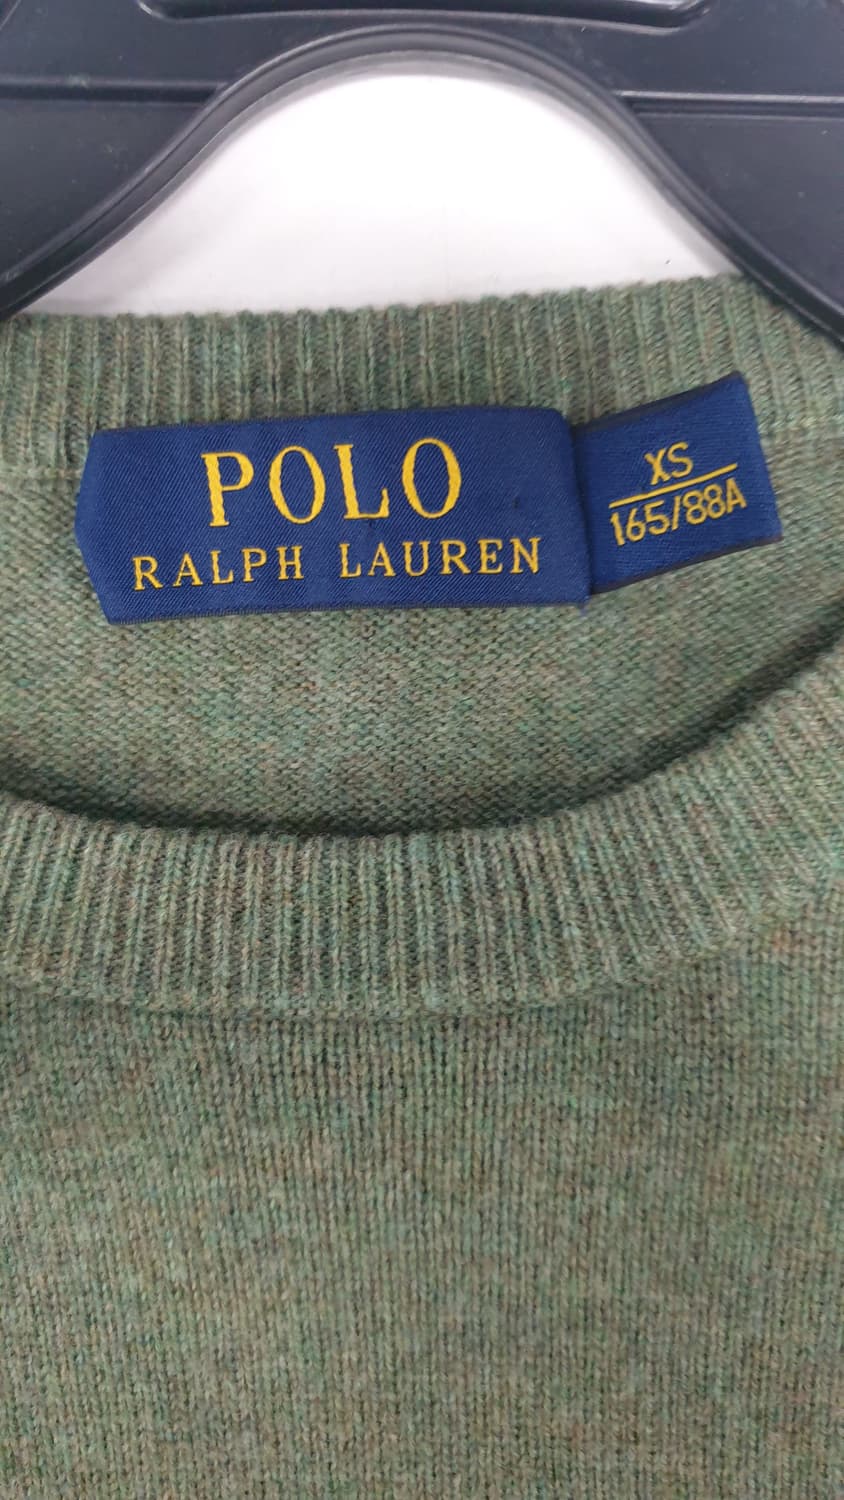 POLO
RALPH LAUREN
XS
165/88A